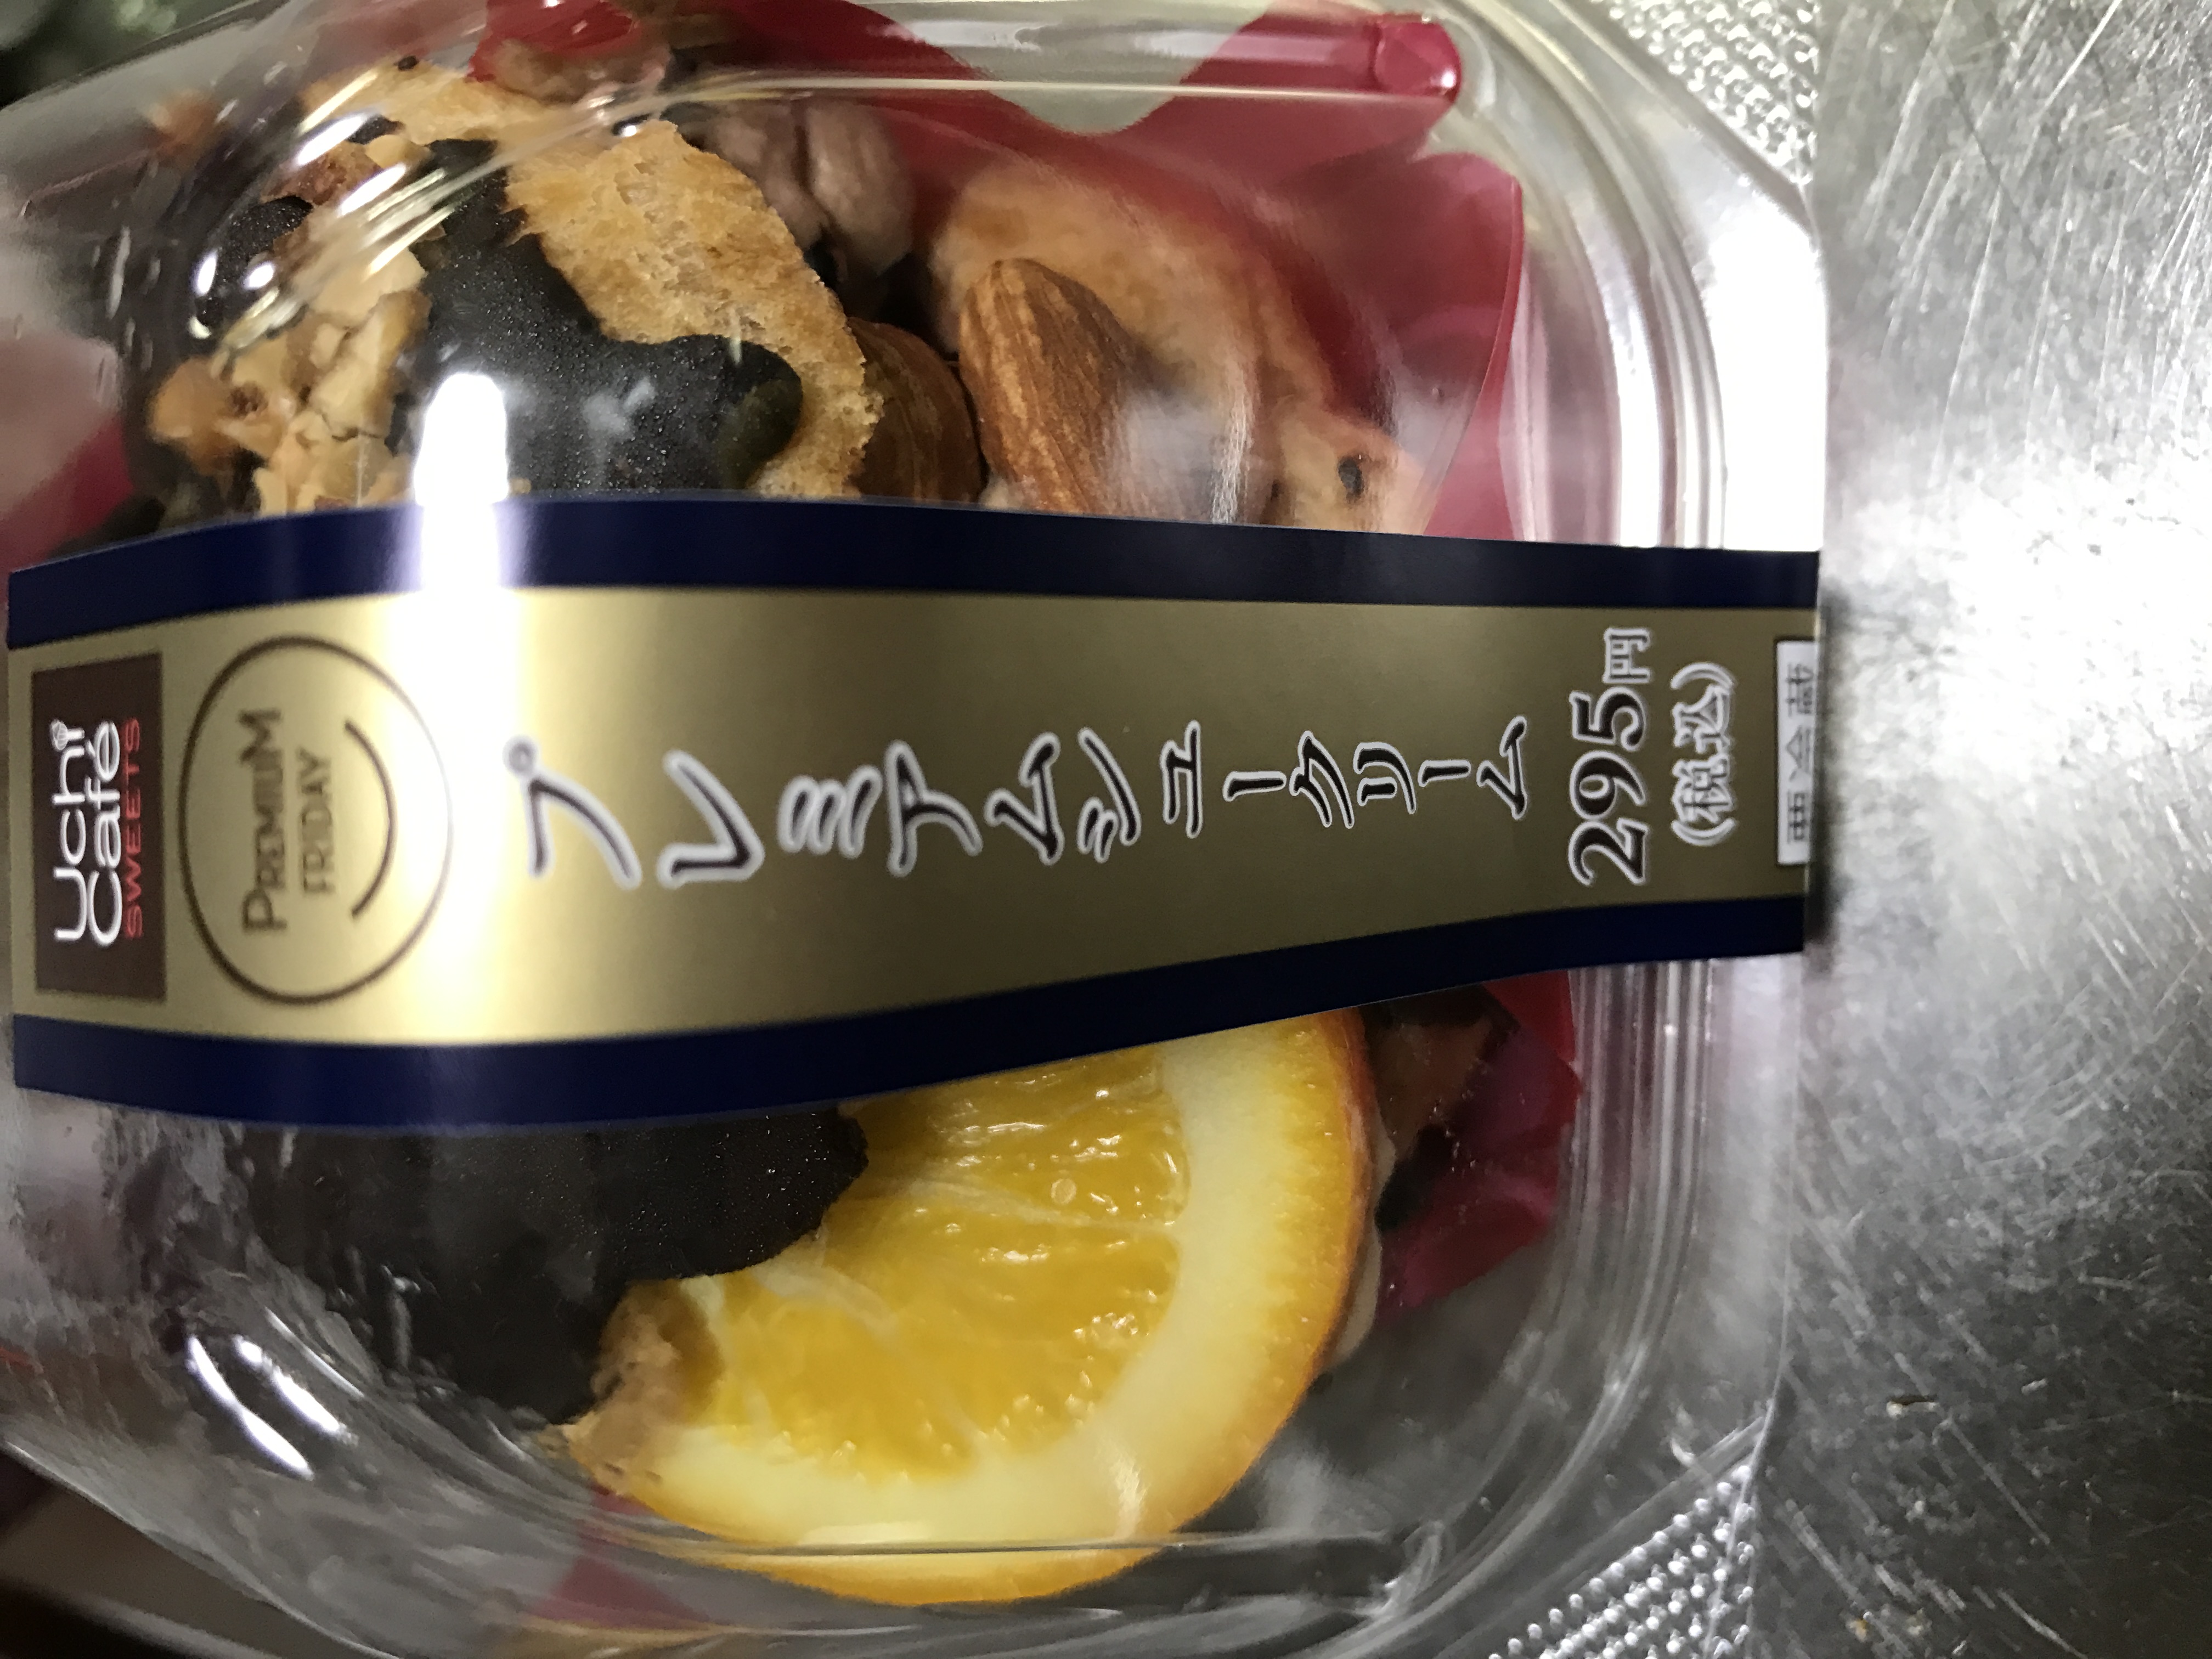 Uchi
Café
SWEETS
PREMIUM
FRIDAY
プレミアムシュークリーム
295円
(税込)
要冷蔵